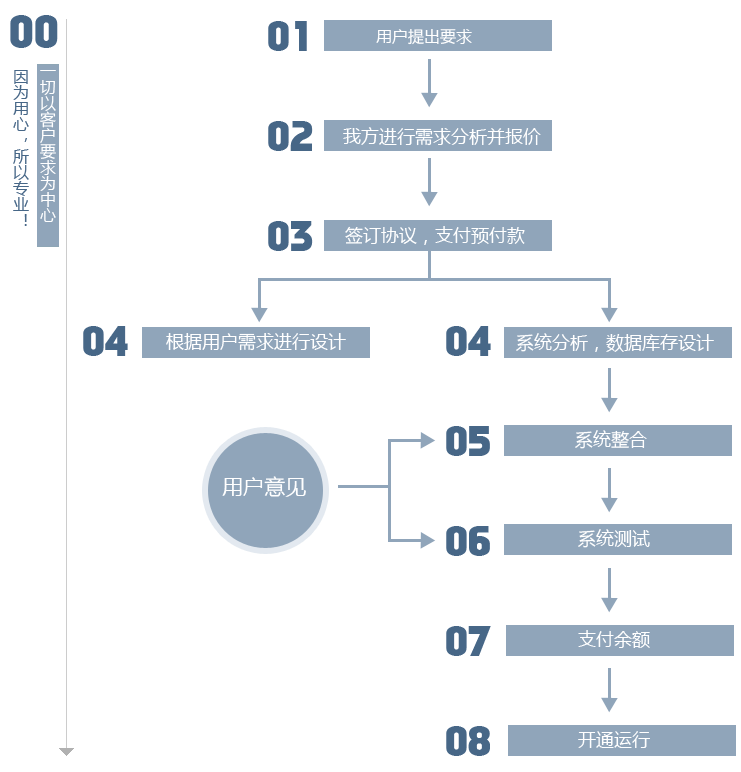 00
一切以客户要求为中心
因为用心，所以专业！
01
用户提出要求
02
我方进行需求分析并报价
03
签订协议，支付预付款
04
根据用户需求进行设计
04
系统分析，数据库存设计
05
系统整合
用户意见
06
系统测试
07
支付余额
08
开通运行